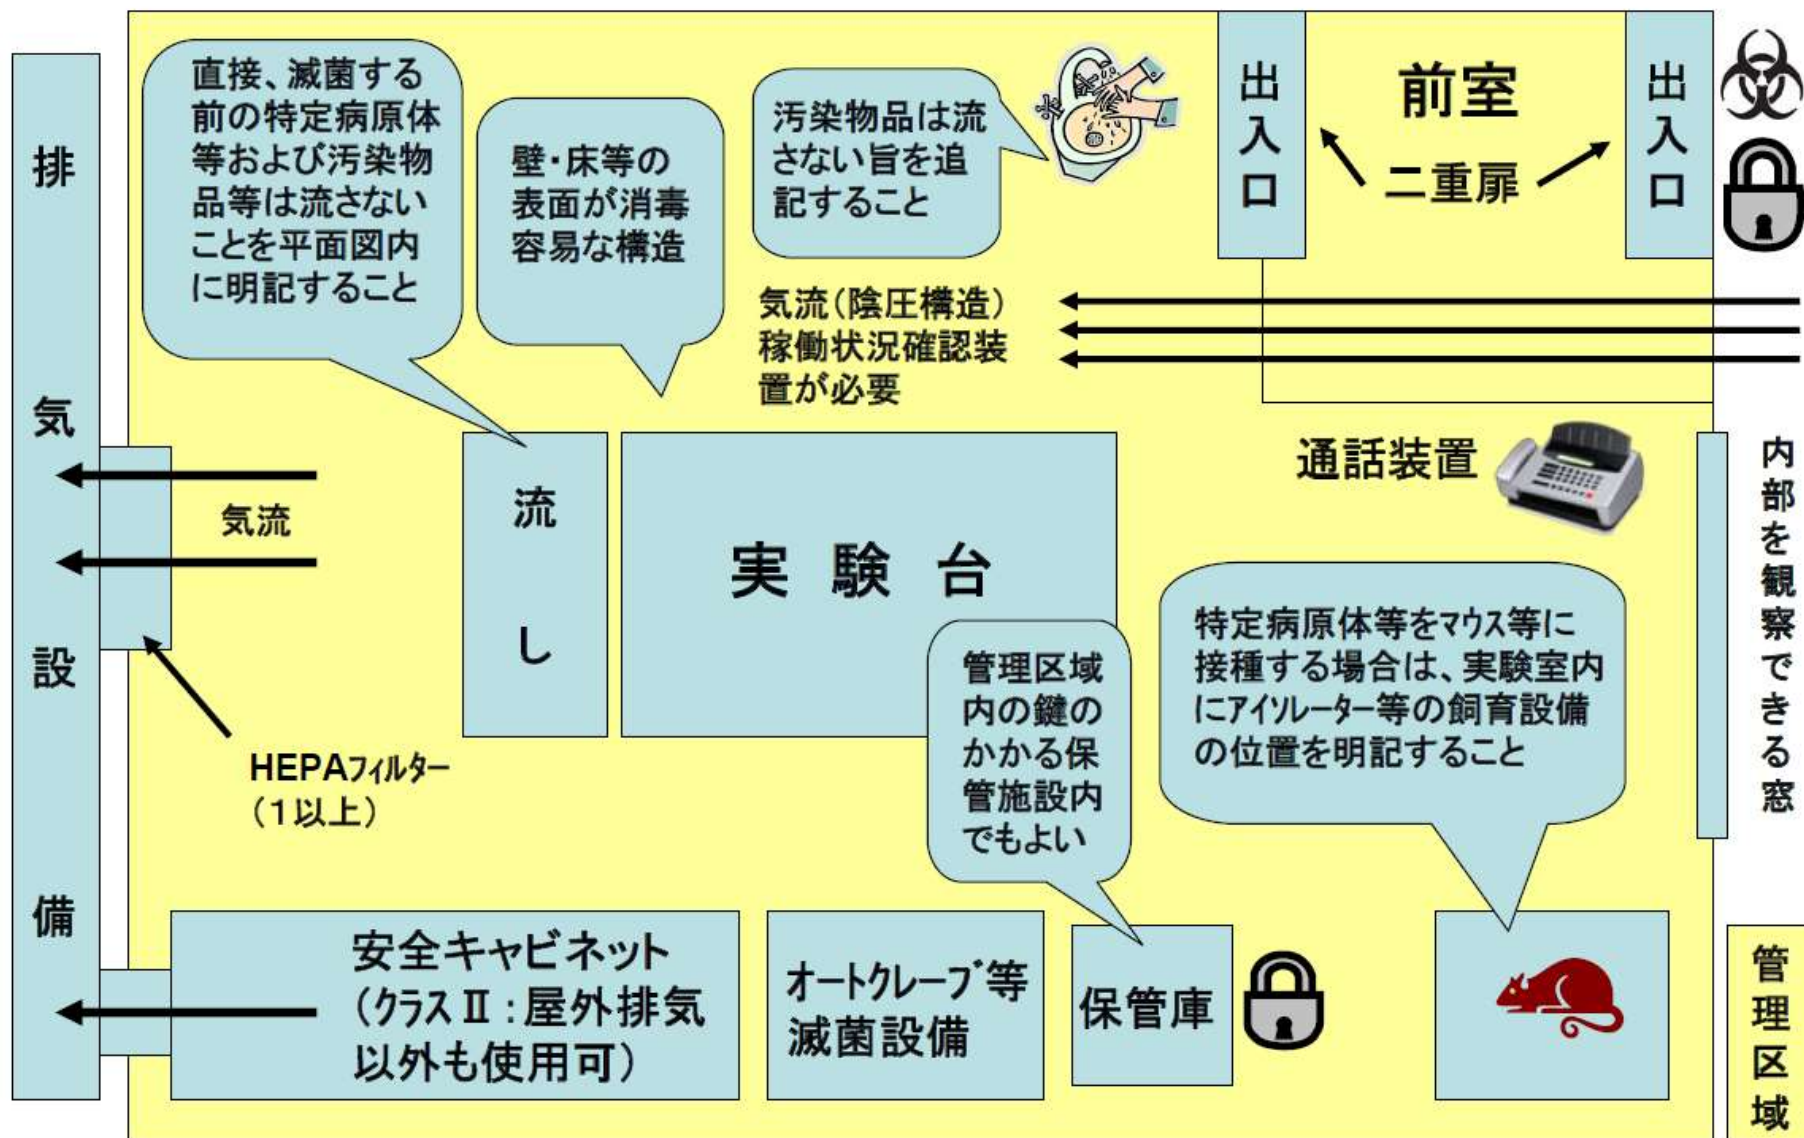 排気設備
直接、滅菌する
前の特定病原体
等および汚染物
品等は流さない
ことを平面図内
に明記すること
壁・床等の
表面が消毒
容易な構造
汚染物品は流
さない旨を追
記すること
出入口
前室
二重扉
出入口
気流(陰圧構造)
稼働状況確認装
置が必要
通話装置
内部を観察できる窓
気流
流し
実験台
HEPAフィルター
(1以上)
管理区域
内の鍵の
かかる保
管施設内
でもよい
特定病原体等をマウス等に
接種する場合は、実験室内
にアイソレーター等の飼育設備
の位置を明記すること
安全キャビネット
(クラスⅡ:屋外排気
以外も使用可)
オートクレーブ等
滅菌設備
保管庫
管理区域